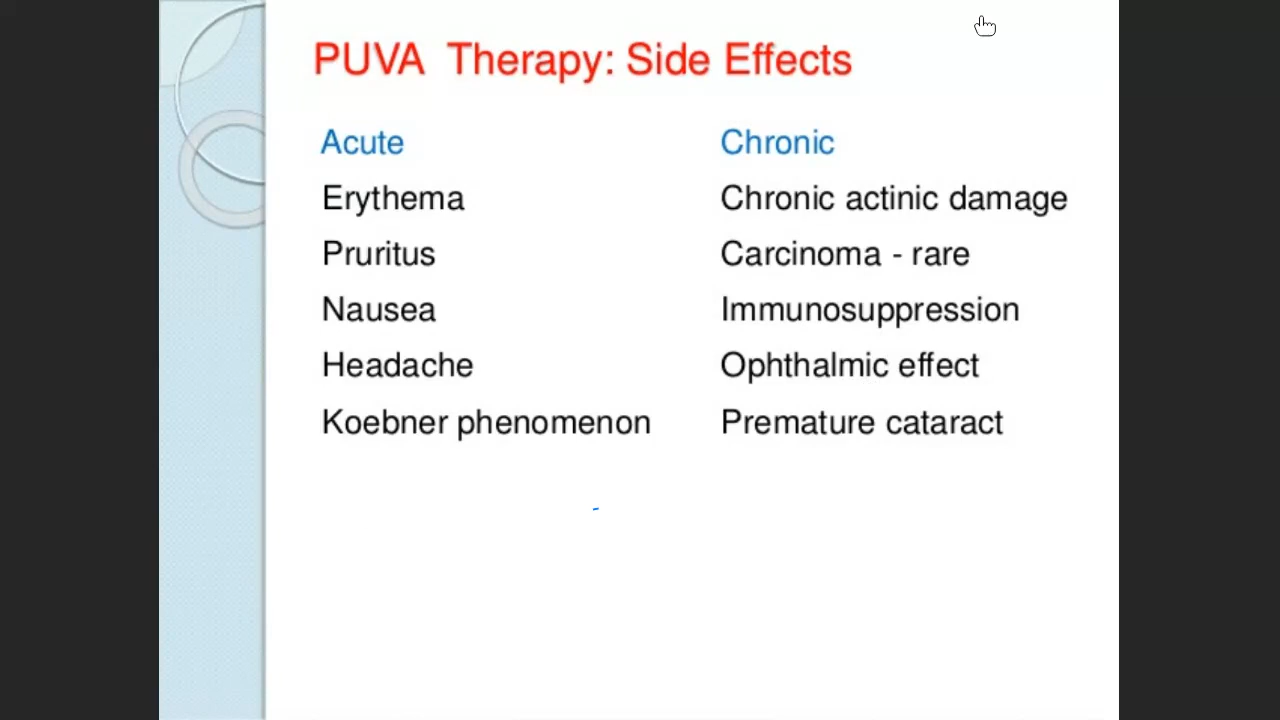 PUVA Therapy: Side Effects
Acute
Erythema
Pruritus
Nausea
Headache
Koebner phenomenon
Chronic
Chronic actinic damage
Carcinoma - rare
Immunosuppression
Ophthalmic effect
Premature cataract